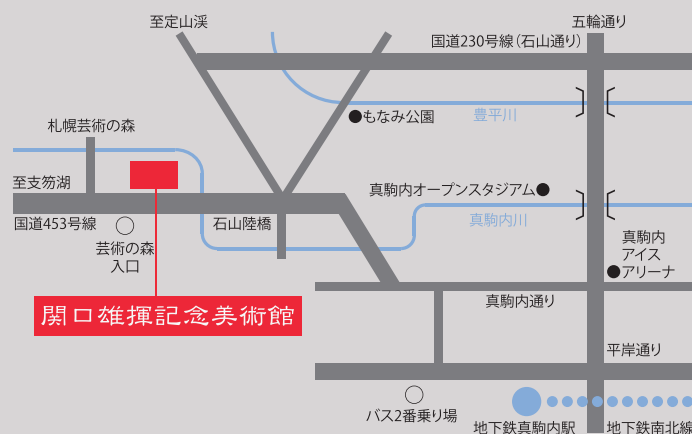 至定山渓
五輪通り
国道230号線(石山通り)
もなみ公園
豊平川
札幌芸術の森
至支笏湖
真駒内オープンスタジアム
国道453号線
石山陸橋
真駒内川
芸術の森
入口
真駒内
アイス
アリーナ
関口雄揮記念美術館
真駒内通り
平岸通り
バス2番乗り場
地下鉄真駒内駅
地下鉄南北線